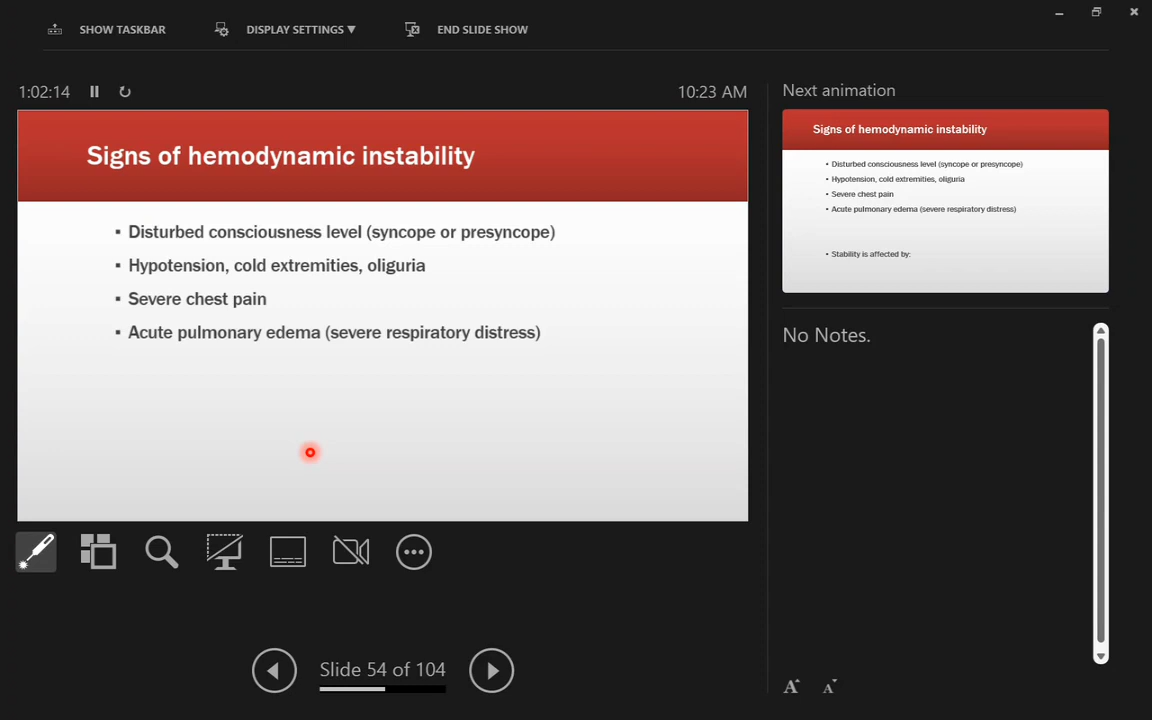 SHOW TASKBAR
DISPLAY SETTINGS ▼
END SLIDE SHOW
1:02:14
10:23 AM
Signs of hemodynamic instability
▪ Disturbed consciousness level (syncope or presyncope)
▪ Hypotension, cold extremities, oliguria
▪ Severe chest pain
▪ Acute pulmonary edema (severe respiratory distress)
Next animation
Signs of hemodynamic instability
▪ Disturbed consciousness level (syncope or presyncope)
▪ Hypotension, cold extremities, oliguria
▪ Severe chest pain
▪ Acute pulmonary edema (severe respiratory distress)
▪ Stability is affected by:
No Notes.
Slide 54 of 104
A A